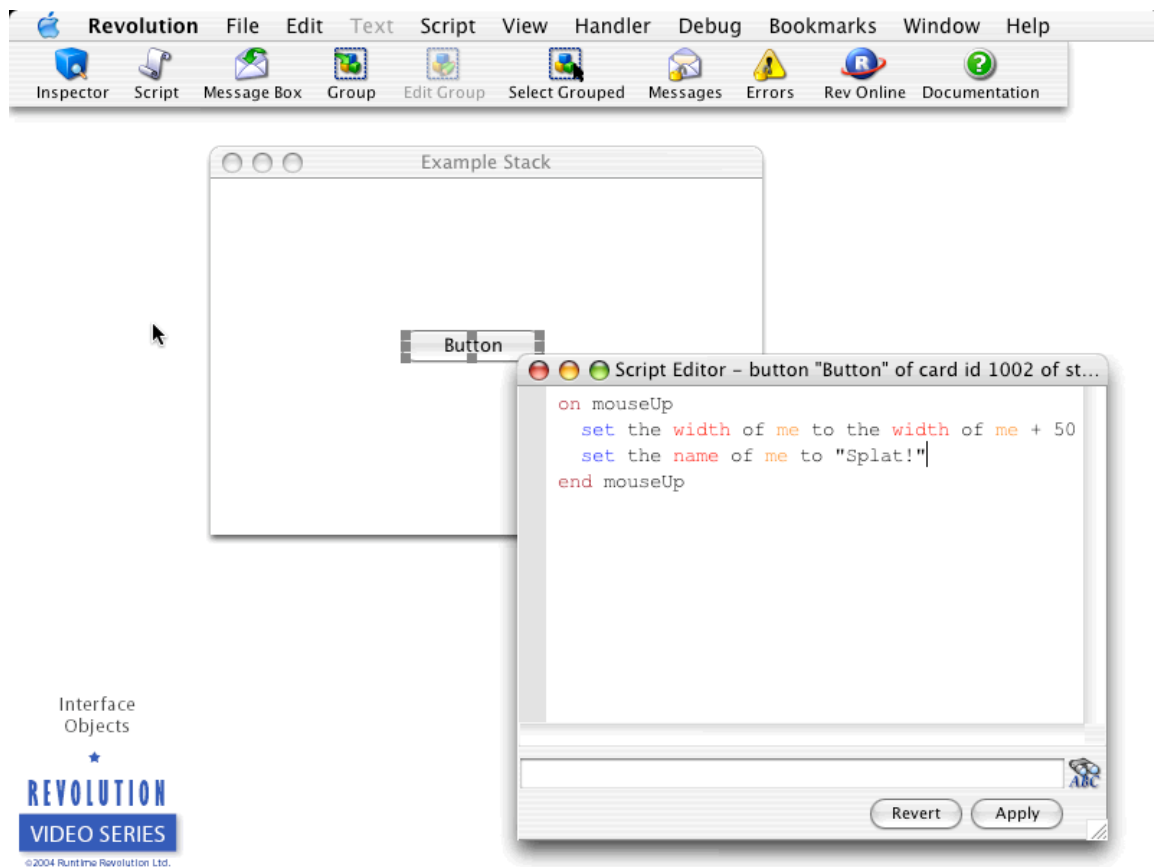 Revolution File Edit Text Script View Handler Debug Bookmarks Window Help
Inspector Script Message Box Group Edit Group Select Grouped Messages Errors Rev Online Documentation
Example Stack
Button
Script Editor – button "Button" of card id 1002 of st...
on mouseUp
set the width of me to the width of me + 50
set the name of me to "Splat!"
end mouseUp
ABC
Revert Apply
Interface
Objects
REVOLUTION
VIDEO SERIES
©2004 Runtime Revolution Ltd.